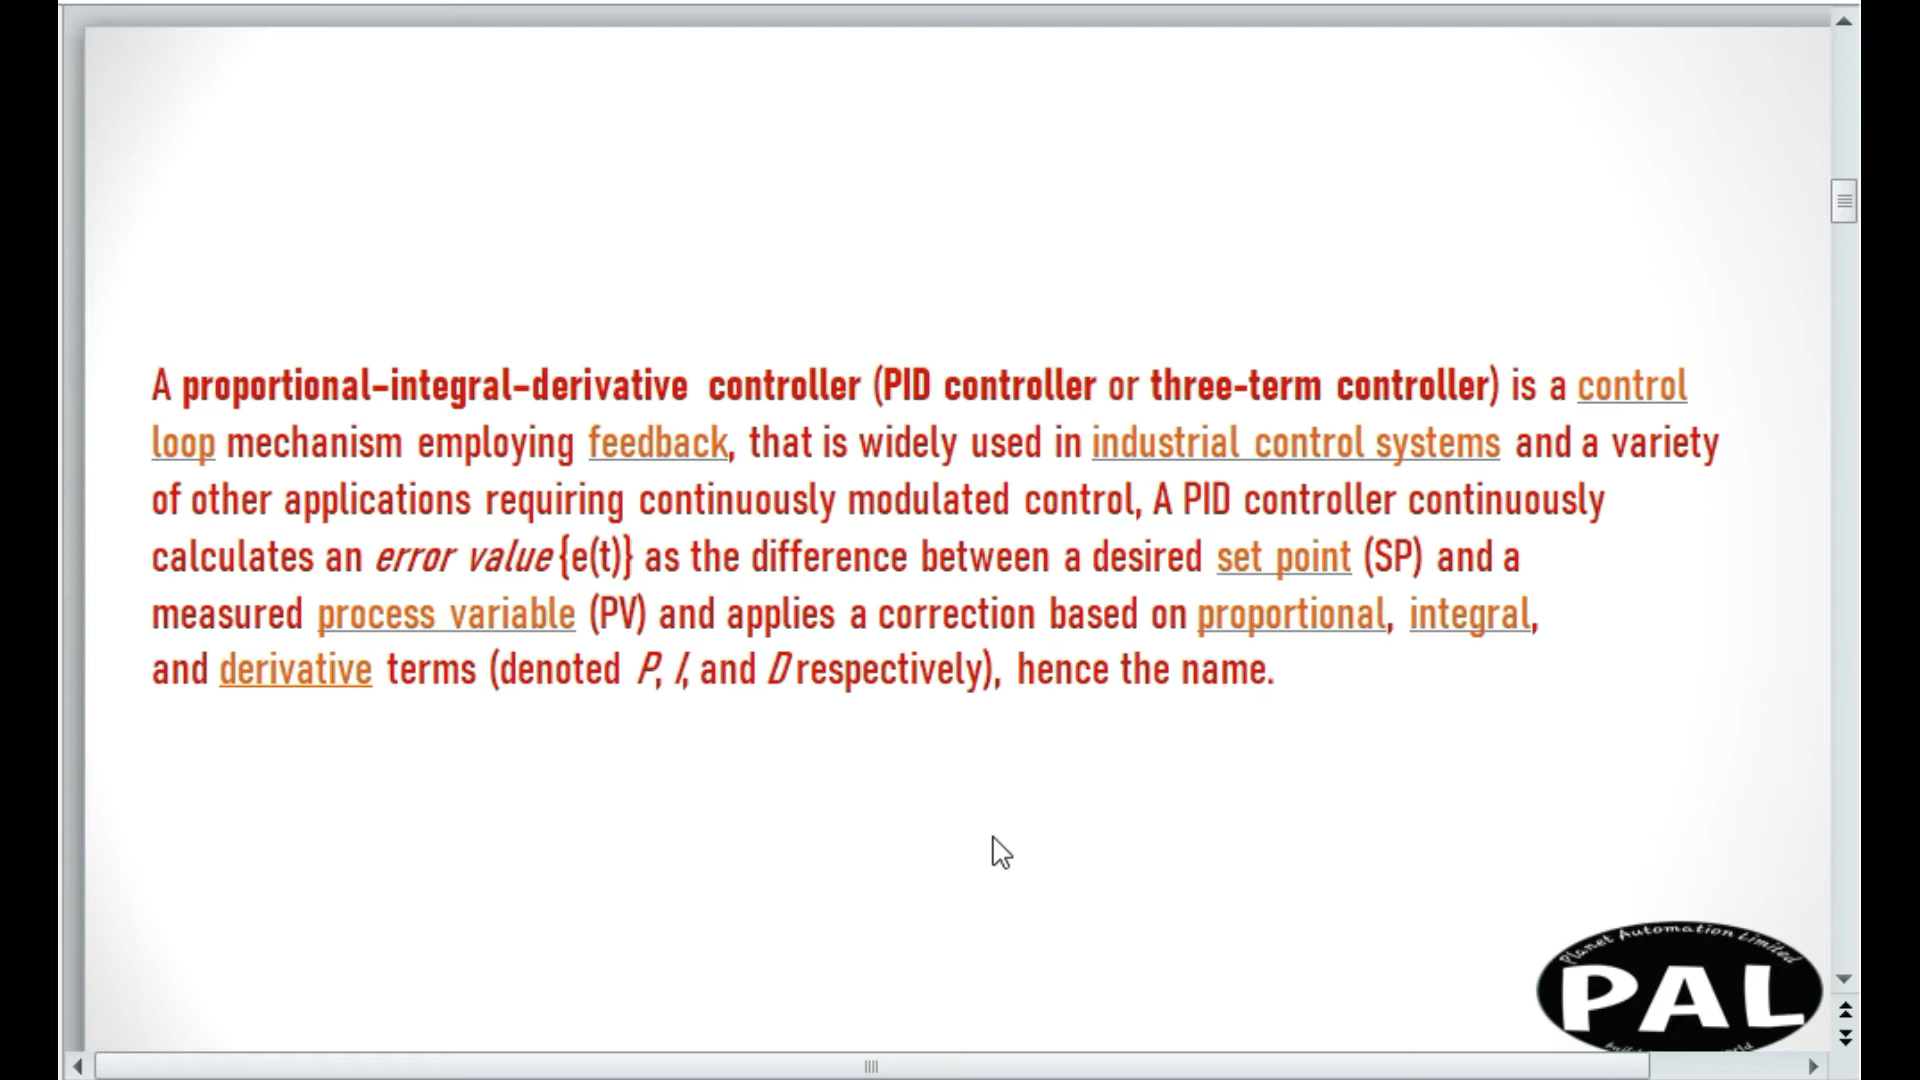 A proportional–integral–derivative controller (PID controller or three-term controller) is a control
loop mechanism employing feedback, that is widely used in industrial control systems and a variety
of other applications requiring continuously modulated control, A PID controller continuously
calculates an error value {e(t)} as the difference between a desired set point (SP) and a
measured process variable (PV) and applies a correction based on proportional, integral,
and derivative terms (denoted P, I, and D respectively), hence the name.
Planet Automation Limited
PAL